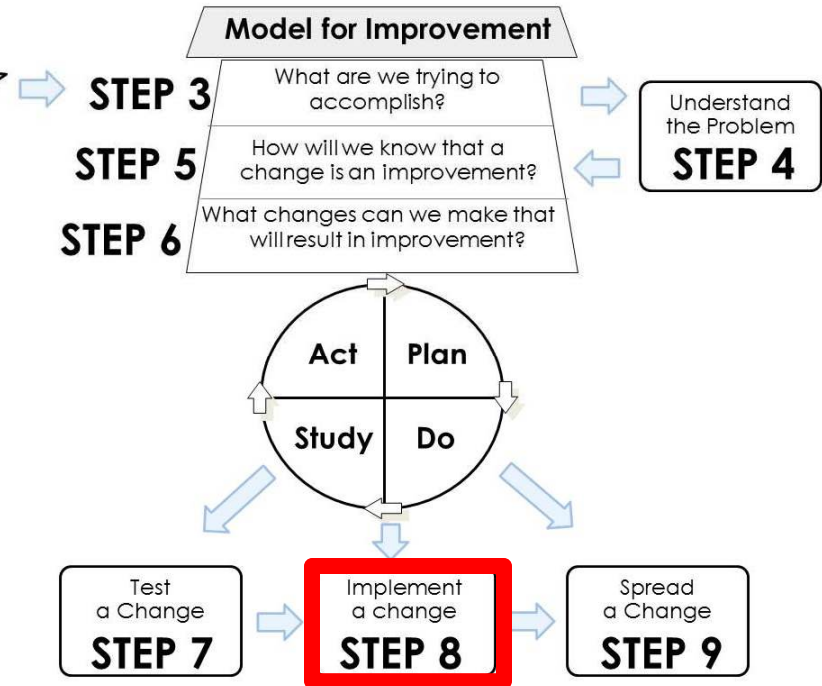 Model for Improvement
STEP 3
What are we trying to
accomplish?
Understand
the Problem
STEP 4
STEP 5
How will we know that a
change is an improvement?
STEP 6
What changes can we make that
will result in improvement?
Act
Plan
Study
Do
Test
a Change
STEP 7
Implement
a change
STEP 8
Spread
a Change
STEP 9